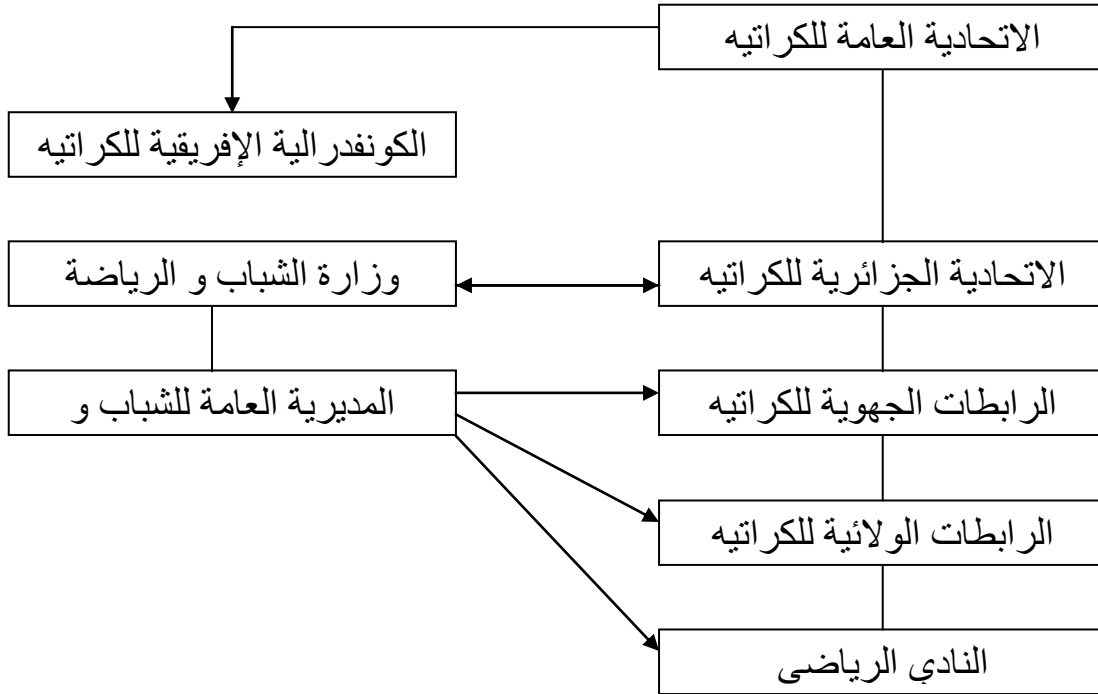 الاتحادية العامة للكراتيه
الكونفدرالية الإفريقية للكراتيه
الاتحادية الجزائرية للكراتيه
وزارة الشباب و الرياضة
الرابطات الجهوية للكراتيه
المديرية العامة للشباب و
الرابطات الولائية للكراتيه
النادي الرياضي